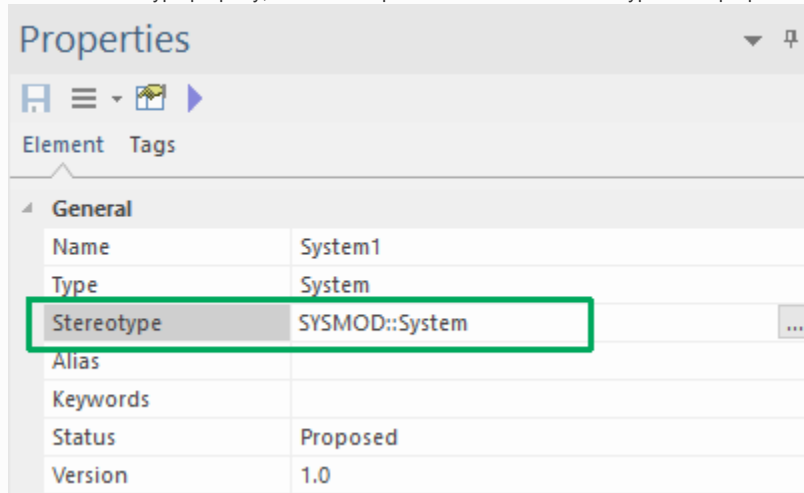 Properties
Element Tags
General
Name System1
Type System
Stereotype SYSMOD::System ...
Alias
Keywords
Status Proposed
Version 1.0